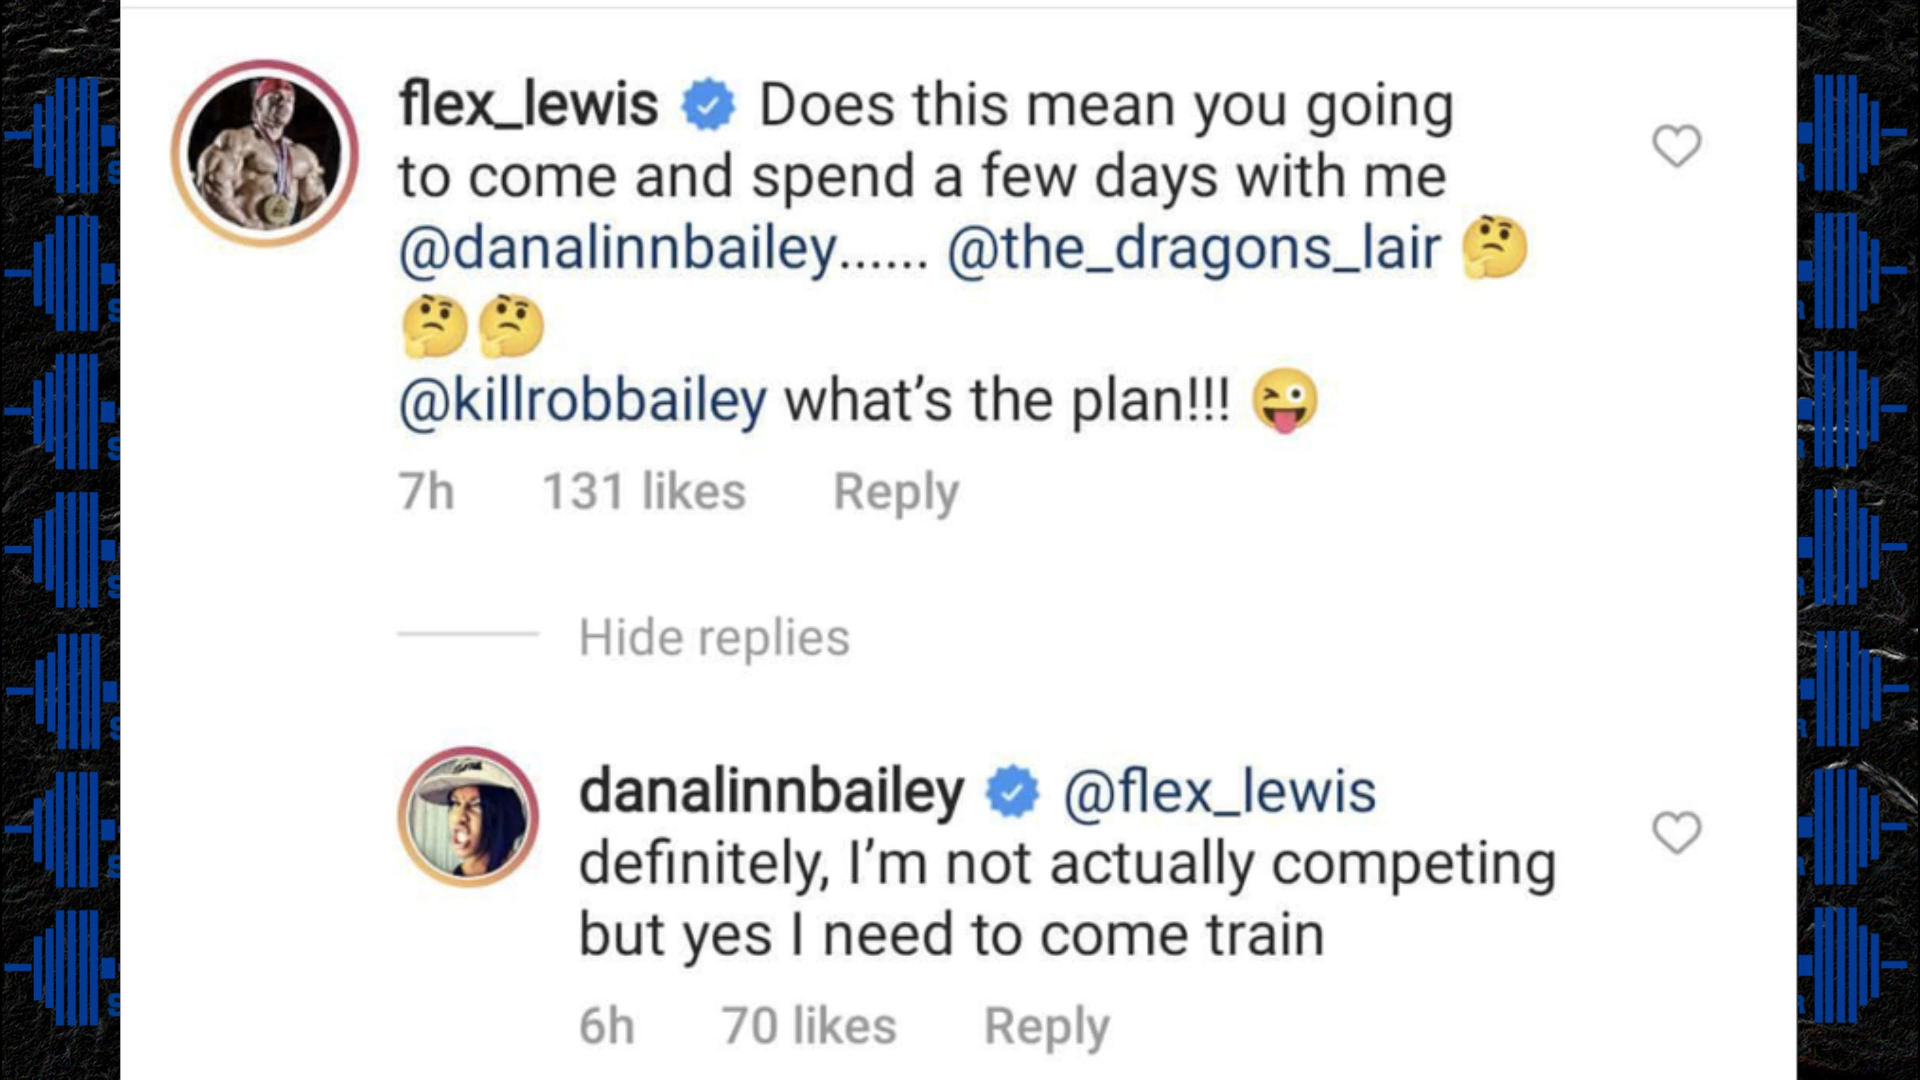 flex_lewis Does this mean you going
to come and spend a few days with me
@danalinnbailey...... @the_dragons_lair 🤔
🤔🤔
@killrobbailey what’s the plan!!! 😜
7h 131 likes Reply
Hide replies
danalinnbailey @flex_lewis
definitely, I’m not actually competing
but yes I need to come train
6h 70 likes Reply